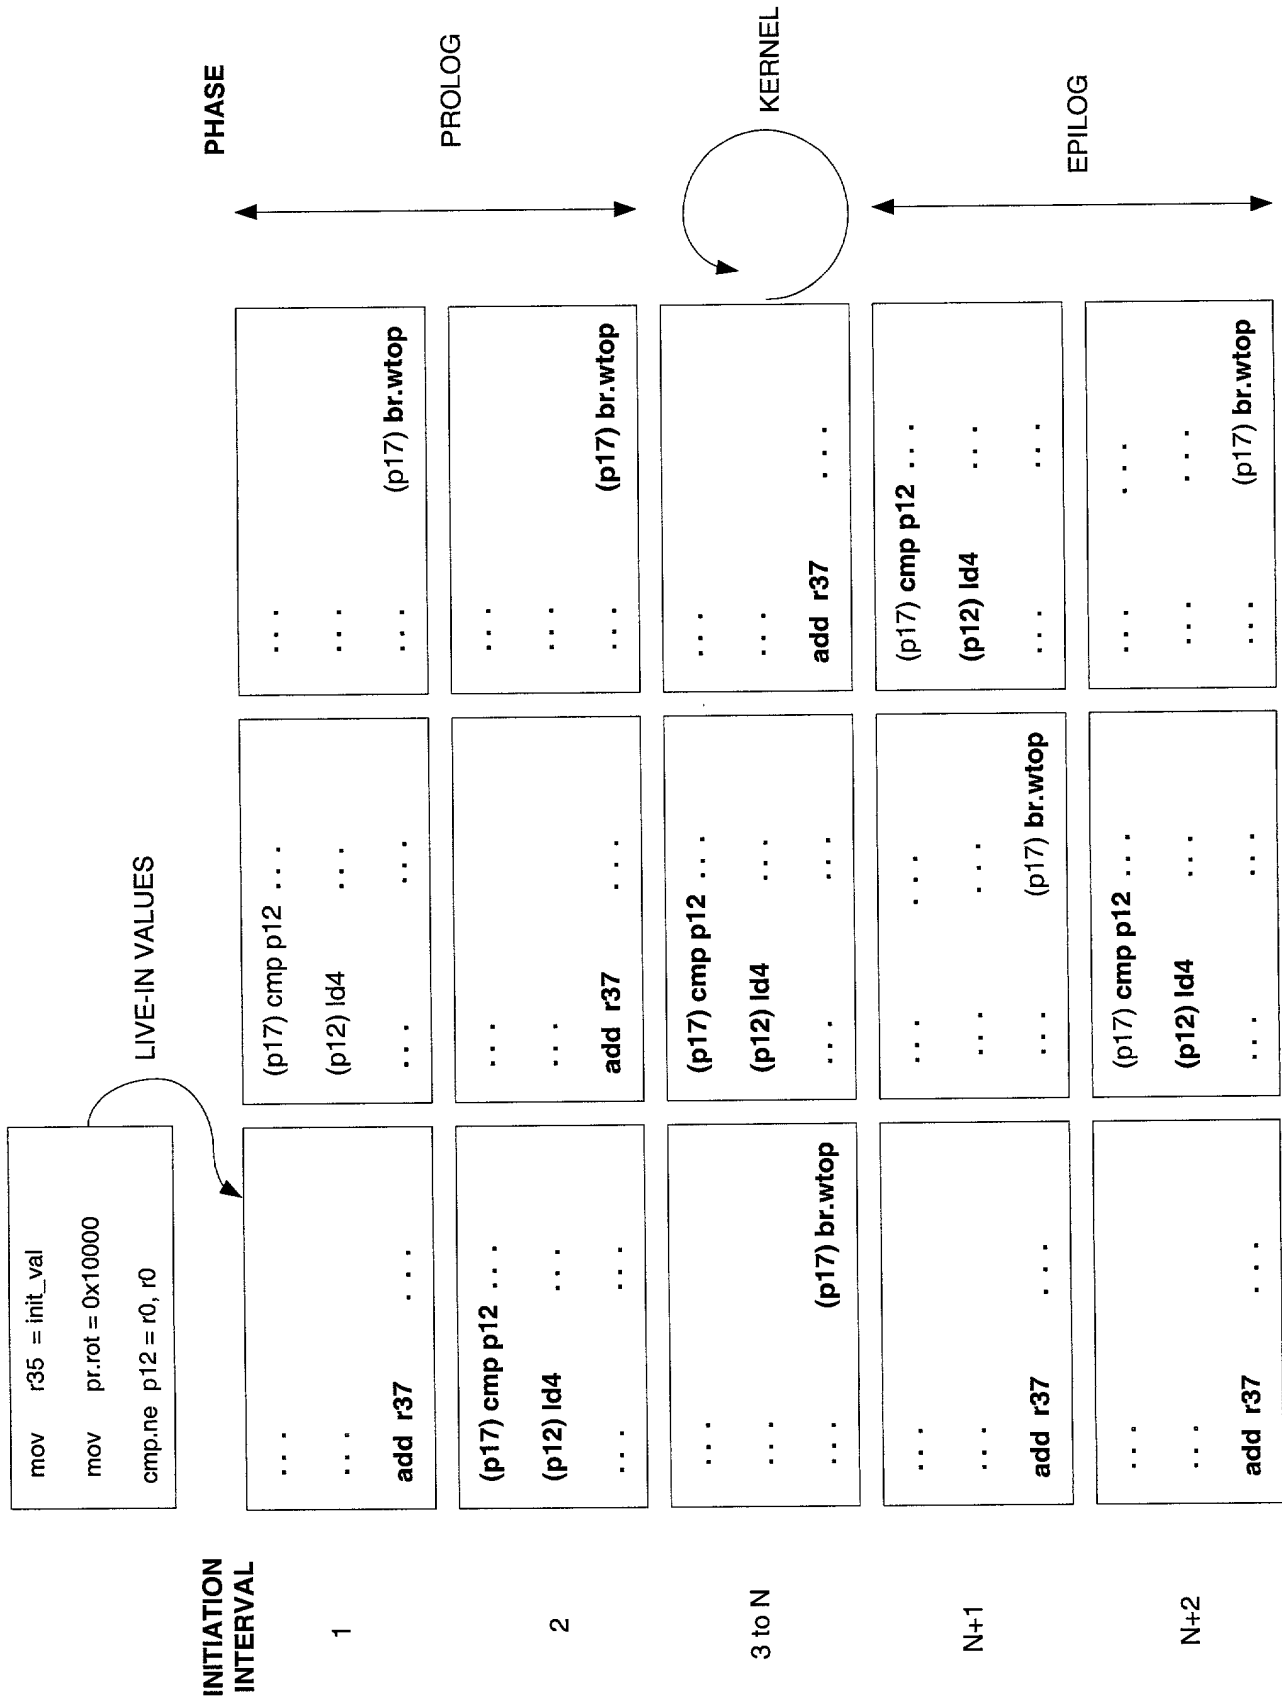 mov r35 = init_val
mov pr.rot = 0x10000
cmp.ne p12 = r0, r0
LIVE-IN VALUES
INITIATION
INTERVAL
PHASE
1
. . .
. . .
add r37 . . .
(p17) cmp p12 . . .
(p12) ld4 . . .
. . . . . .
. . .
. . .
. . . (p17) br.wtop
PROLOG
2
(p17) cmp p12 . . .
(p12) ld4 . . .
. . . . . .
. . .
. . .
add r37 . . .
. . .
. . .
. . . (p17) br.wtop
3 to N
. . .
. . .
. . . (p17) br.wtop
(p17) cmp p12 . . .
(p12) ld4 . . .
. . . . . .
. . .
. . .
add r37 . . .
KERNEL
N+1
. . .
. . .
add r37 . . .
. . . . . .
. . . . . .
. . . (p17) br.wtop
(p17) cmp p12 . . .
(p12) ld4 . . .
. . . . . .
EPILOG
N+2
. . .
. . .
add r37 . . .
(p17) cmp p12 . . .
(p12) ld4 . . .
. . . . . .
. . . . . .
. . . . . .
. . . (p17) br.wtop